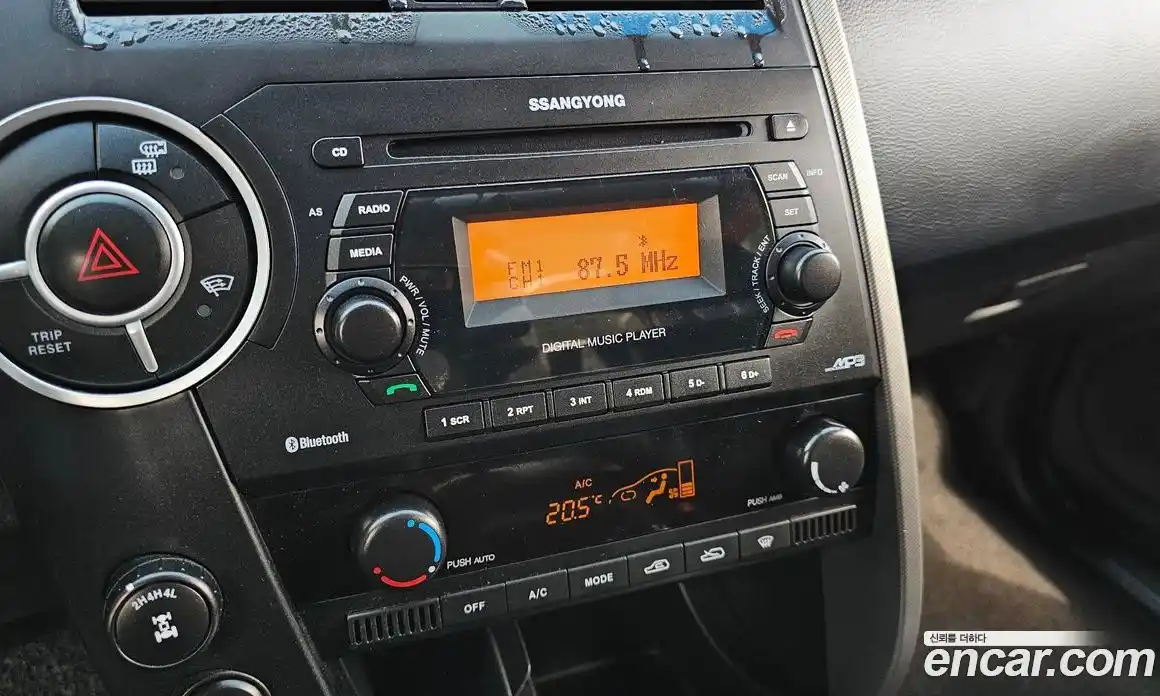 SSANGYONG
CD
AS
RADIO
MEDIA
PWR / VOL / MUTE
FM1
CH1
87.5 MHz
SCAN
INFO
SET
SEEK / TRACK / ENT
DIGITAL MUSIC PLAYER
MP3
1 SCR
2 RPT
3 INT
4 RDM
5 D-
6 D+
TRIP
RESET
Bluetooth
A/C
20.5°C
PUSH AUTO
PUSH AMB
OFF
A/C
MODE
2H 4H 4L
신뢰를 더하다
encar.com